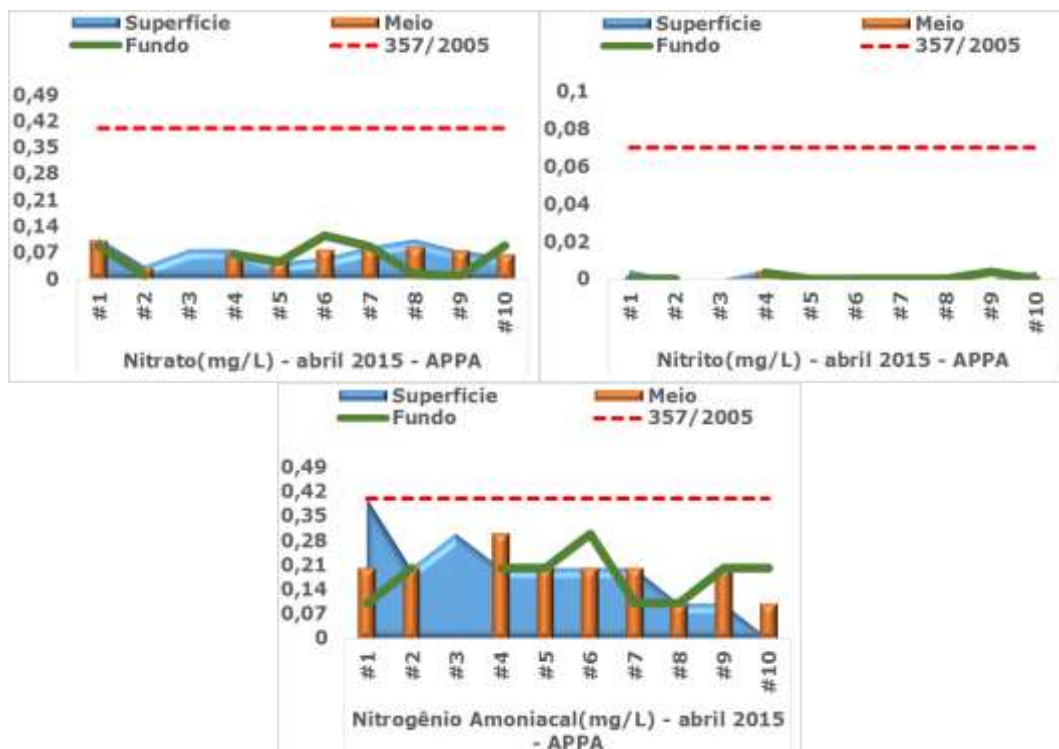 Superfície Meio
Fundo 357/2005
0,49
0,42
0,35
0,28
0,21
0,14
0,07
0
#1 #2 #3 #4 #5 #6 #7 #8 #9 #10
Nitrato(mg/L) - abril 2015 - APPA
Superfície Meio
Fundo 357/2005
0,1
0,08
0,06
0,04
0,02
0
#1 #2 #3 #4 #5 #6 #7 #8 #9 #10
Nitrito(mg/L) - abril 2015 - APPA
Superfície Meio
Fundo 357/2005
0,49
0,42
0,35
0,28
0,21
0,14
0,07
0
#1 #2 #3 #4 #5 #6 #7 #8 #9 #10
Nitrogênio Amoniacal(mg/L) - abril 2015
- APPA